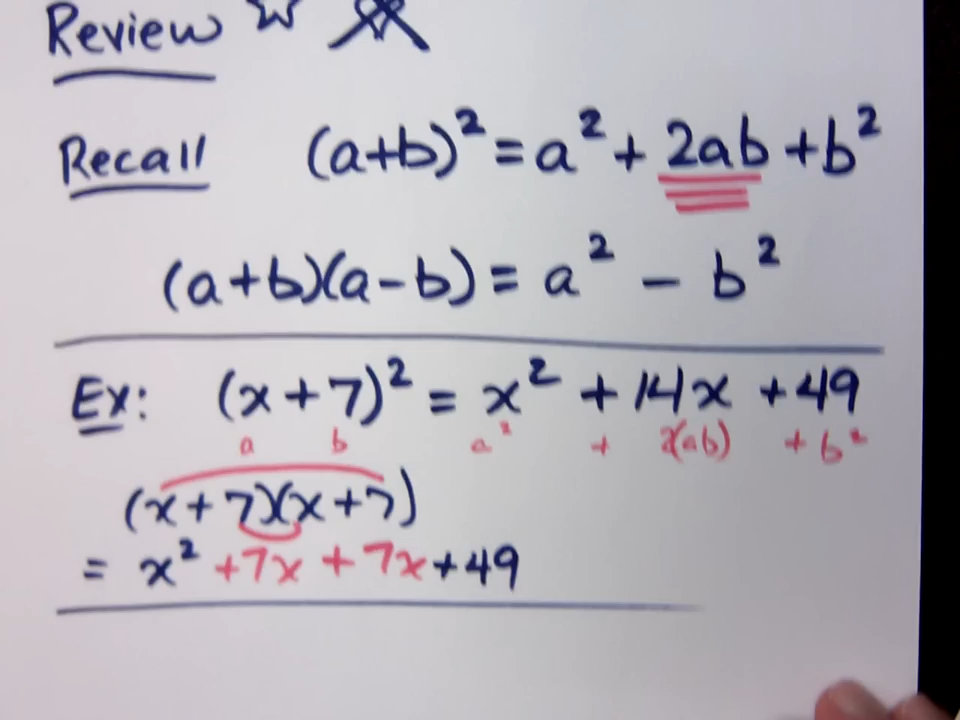 Review
Recall (a+b)² = a² + 2ab + b²
(a+b)(a-b) = a² - b²
Ex: (x+7)² = x² + 14x + 49
a b a² + 2(ab) + b²
(x+7)(x+7)
= x² +7x + 7x +49